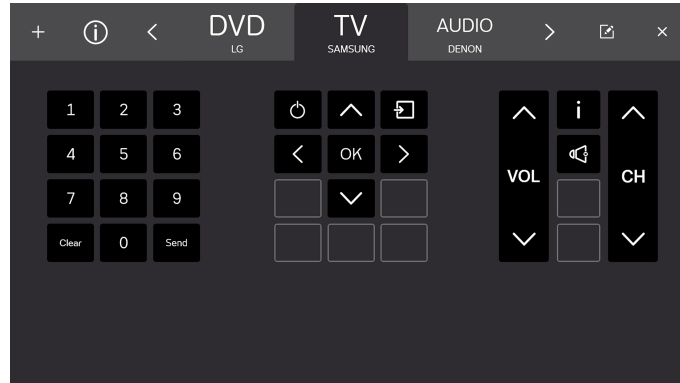 DVD
LG
TV
SAMSUNG
AUDIO
DENON
1 2 3
4 5 6
7 8 9
Clear 0 Send
OK
VOL
CH